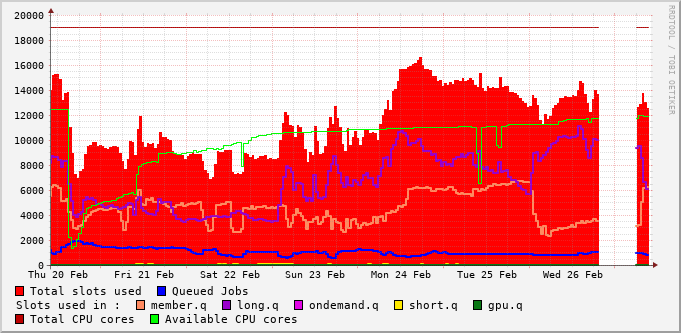 RRDTOOL / TOBI OETIKER
20000
18000
16000
14000
12000
10000
8000
6000
4000
2000
0
Thu 20 Feb Fri 21 Feb Sat 22 Feb Sun 23 Feb Mon 24 Feb Tue 25 Feb Wed 26 Feb
Total slots used Queued Jobs
Slots used in : member.q long.q ondemand.q short.q gpu.q
Total CPU cores Available CPU cores